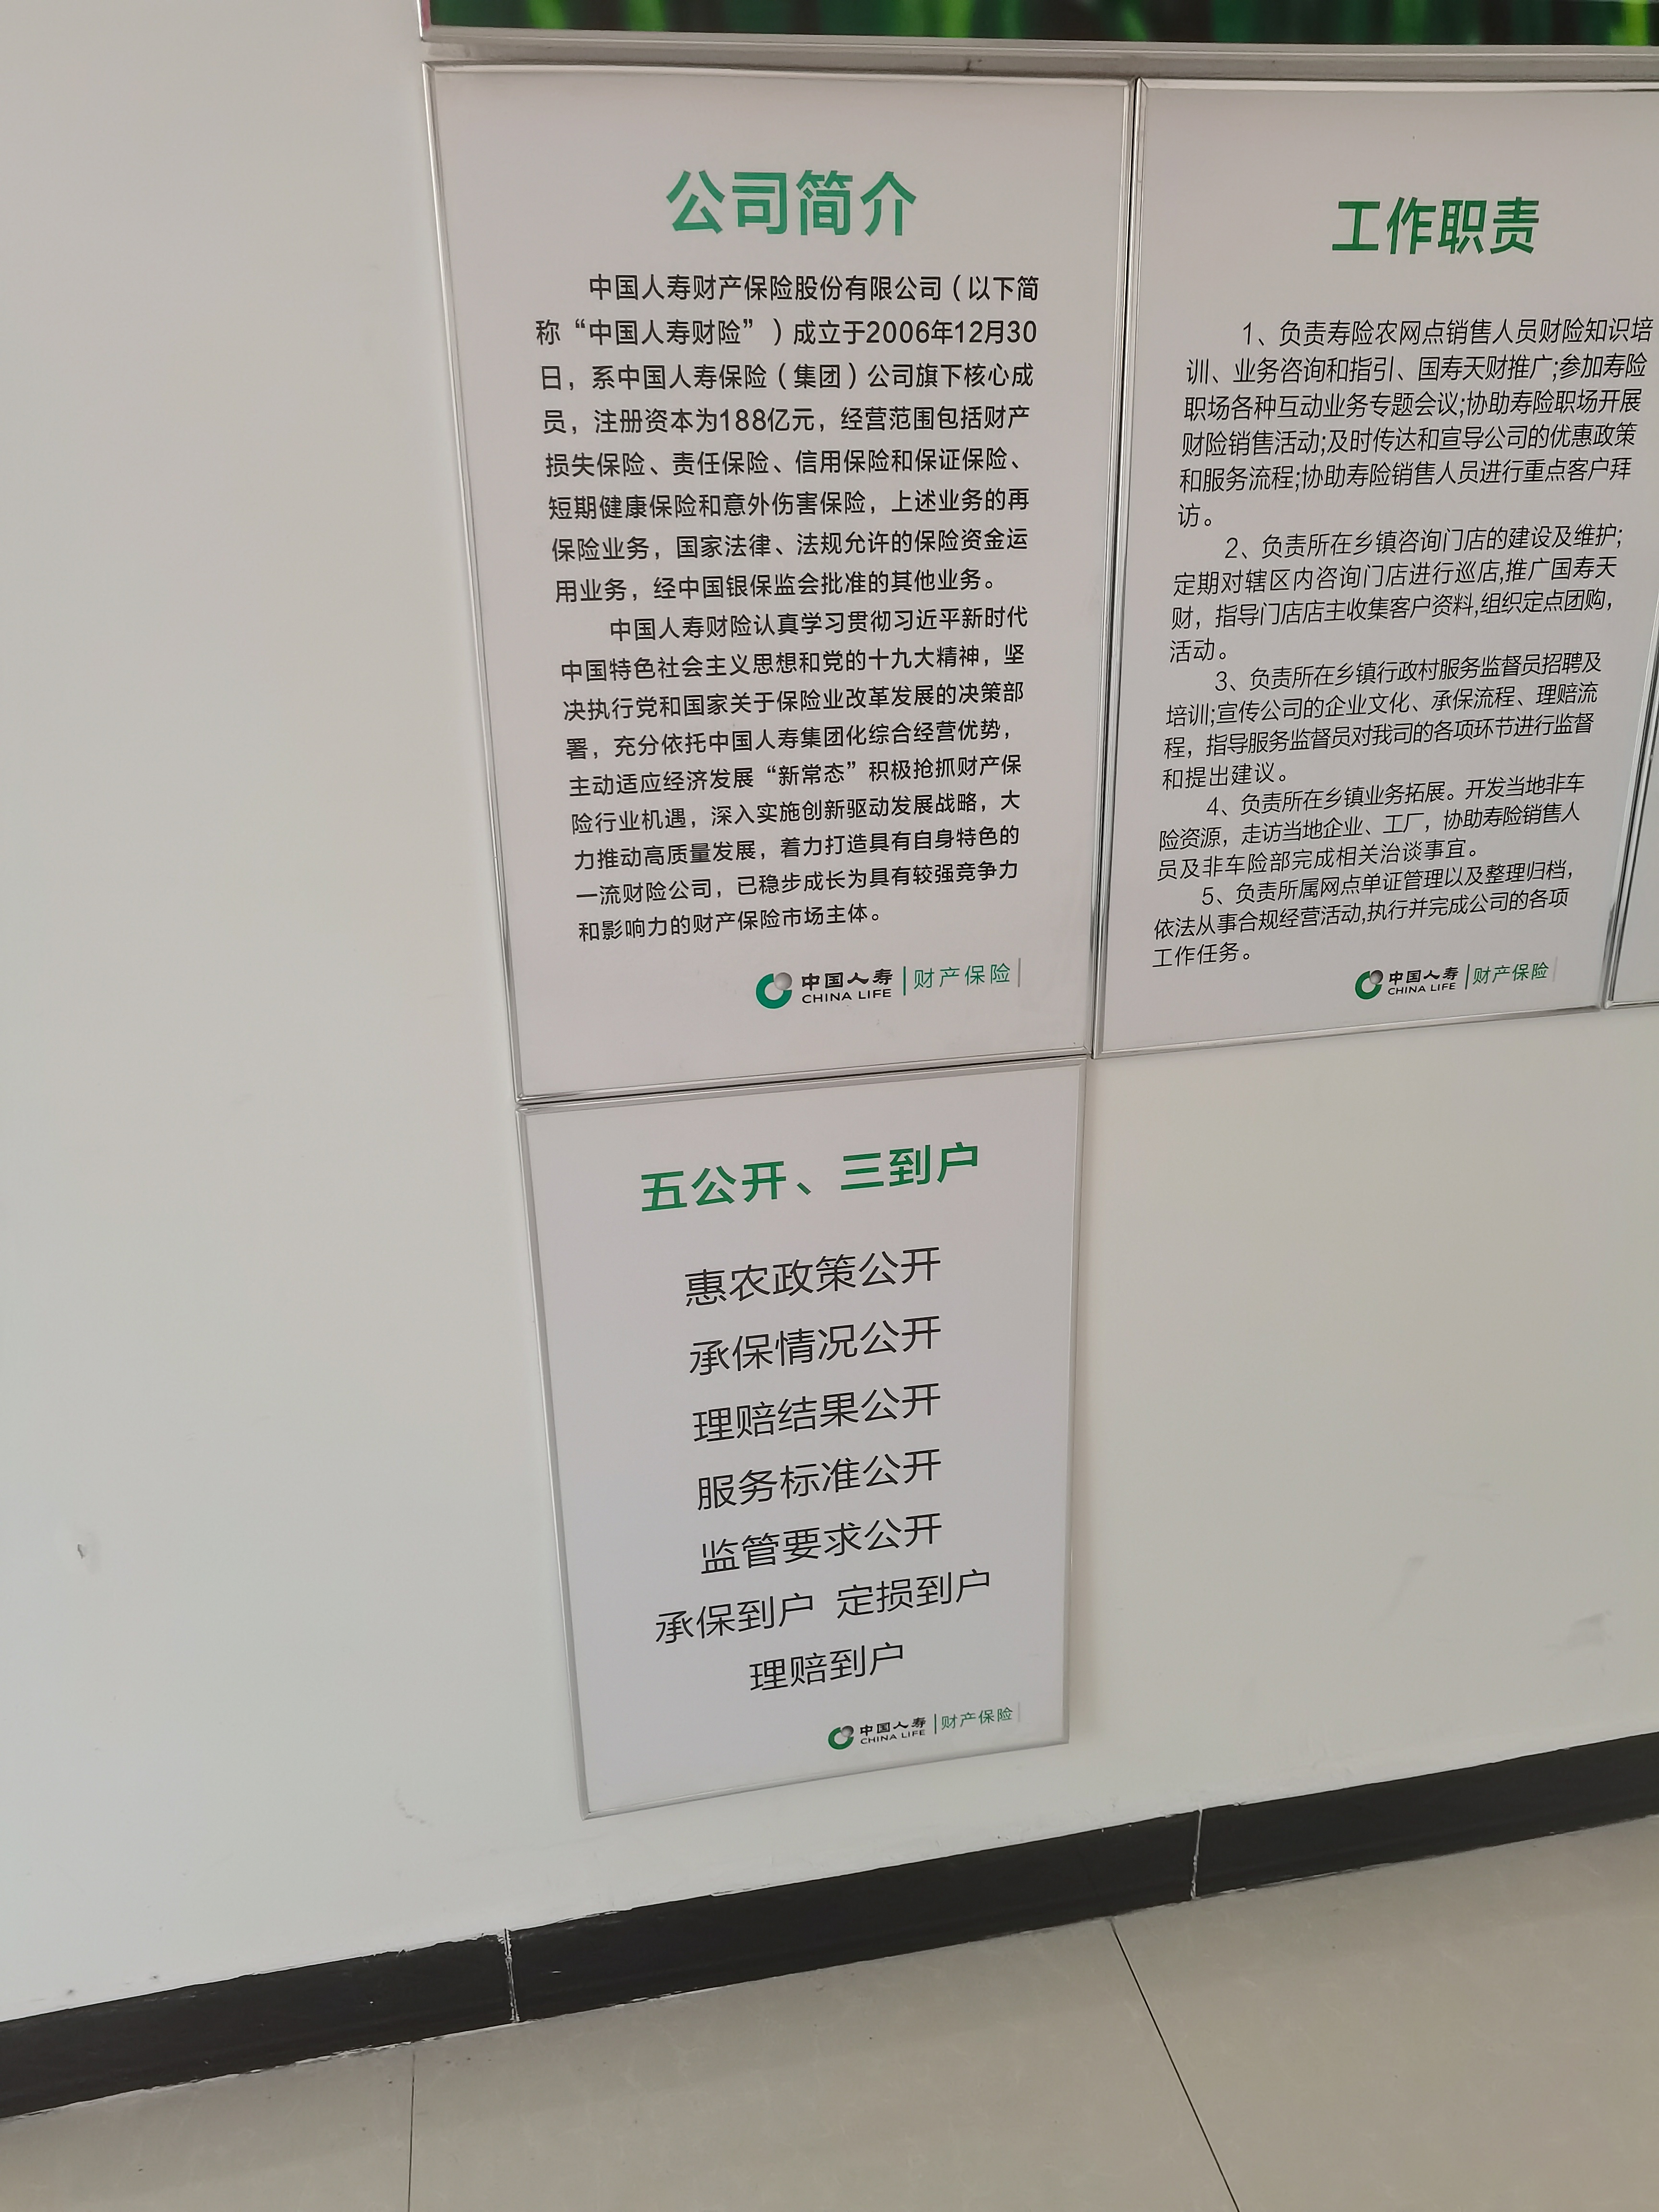 公司简介
中国人寿财产保险股份有限公司（以下简
称“中国人寿财险”）成立于2006年12月30
日，系中国人寿保险（集团）公司旗下核心成
员，注册资本为188亿元，经营范围包括财产
损失保险、责任保险、信用保险和保证保险、
短期健康保险和意外伤害保险，上述业务的再
保险业务，国家法律、法规允许的保险资金运
用业务，经中国银保监会批准的其他业务。
中国人寿财险认真学习贯彻习近平新时代
中国特色社会主义思想和党的十九大精神，坚
决执行党和国家关于保险业改革发展的决策部
署，充分依托中国人寿集团化综合经营优势，
主动适应经济发展“新常态”积极抢抓财产保
险行业机遇，深入实施创新驱动发展战略，大
力推动高质量发展，着力打造具有自身特色的
一流财险公司，已稳步成长为具有较强竞争力
和影响力的财产保险市场主体。
中国人寿 财产保险
CHINA LIFE
工作职责
1、负责寿险农网点销售人员财险知识培
训、业务咨询和指引、国寿天财推广;参加寿险
职场各种互动业务专题会议;协助寿险职场开展
财险销售活动;及时传达和宣导公司的优惠政策
和服务流程;协助寿险销售人员进行重点客户拜
访。
2、负责所在乡镇咨询门店的建设及维护;
定期对辖区内咨询门店进行巡店,推广国寿天
财，指导门店店主收集客户资料,组织定点团购，
活动。
3、负责所在乡镇行政村服务监督员招聘及
培训;宣传公司的企业文化、承保流程、理赔流
程，指导服务监督员对我司的各项环节进行监督
和提出建议。
4、负责所在乡镇业务拓展。开发当地非车
险资源，走访当地企业、工厂，协助寿险销售人
员及非车险部完成相关洽谈事宜。
5、负责所属网点单证管理以及整理归档，
依法从事合规经营活动,执行并完成公司的各项
工作任务。
中国人寿 财产保险
CHINA LIFE
五公开、三到户
惠农政策公开
承保情况公开
理赔结果公开
服务标准公开
监管要求公开
承保到户 定损到户
理赔到户
中国人寿 财产保险
CHINA LIFE